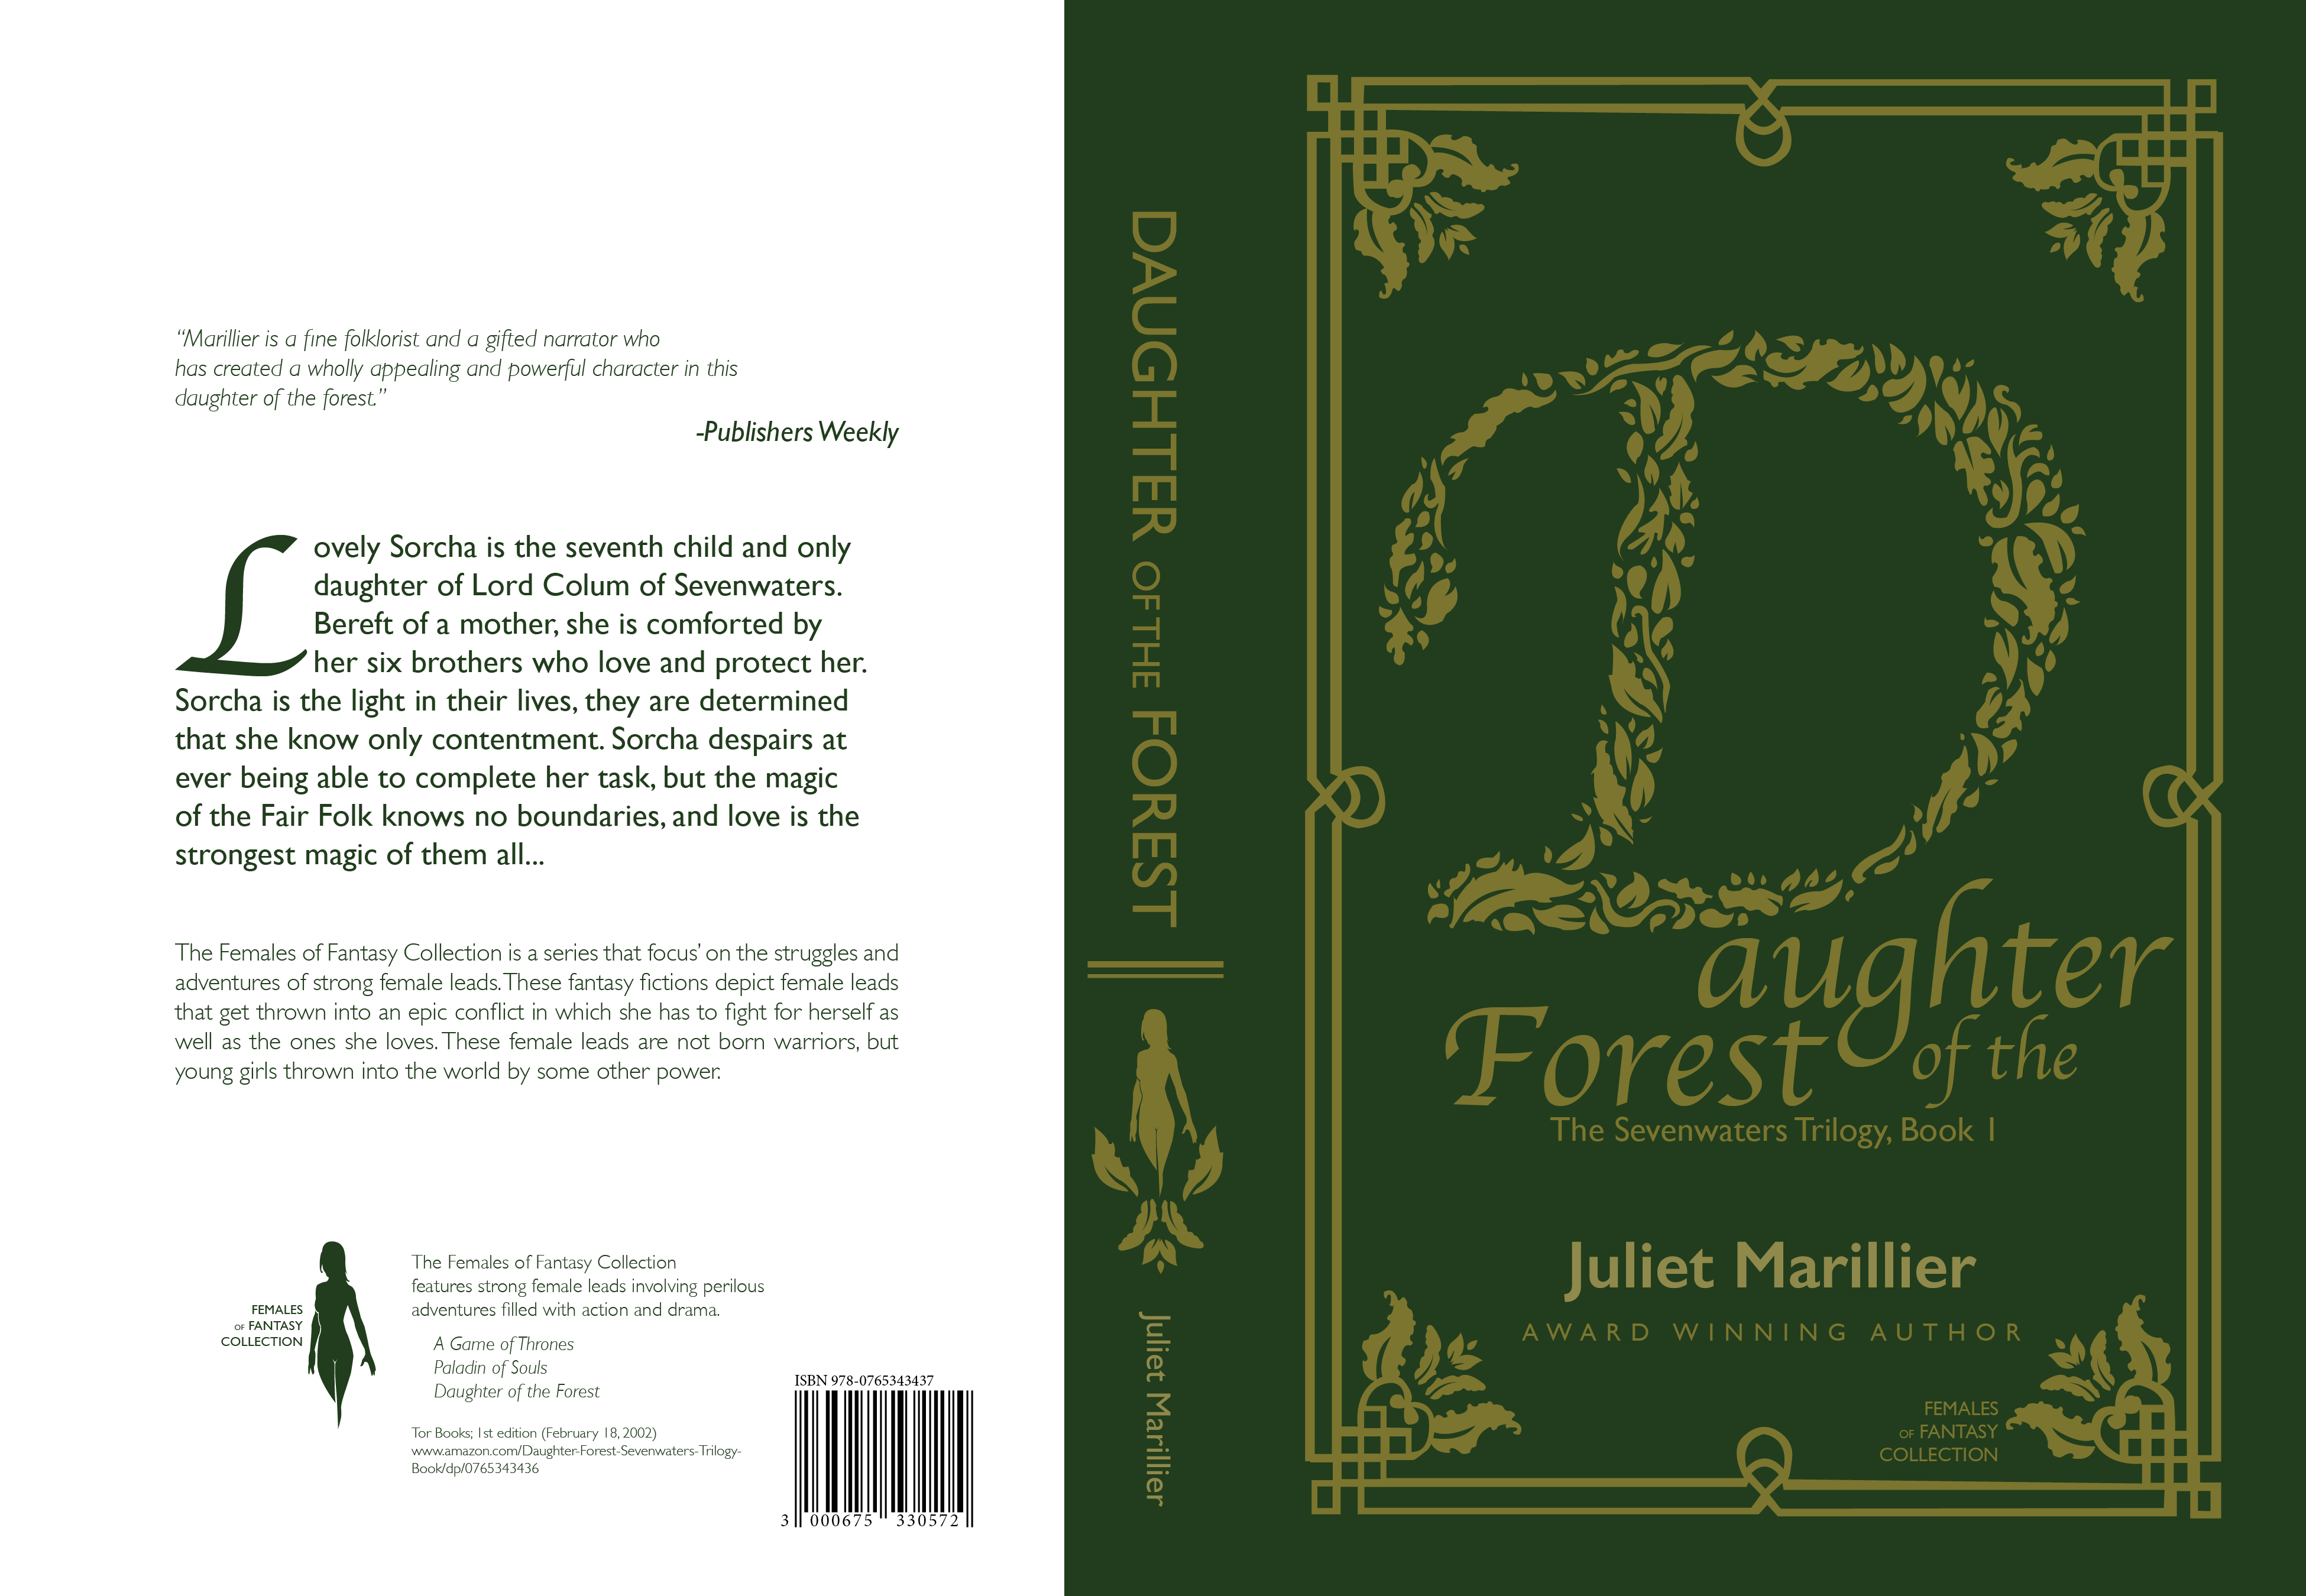 “Marillier is a fine folklorist and a gifted narrator who
has created a wholly appealing and powerful character in this
daughter of the forest.”
-Publishers Weekly
Lovely Sorcha is the seventh child and only
daughter of Lord Colum of Sevenwaters.
Bereft of a mother, she is comforted by
her six brothers who love and protect her.
Sorcha is the light in their lives, they are determined
that she know only contentment. Sorcha despairs at
ever being able to complete her task, but the magic
of the Fair Folk knows no boundaries, and love is the
strongest magic of them all...
The Females of Fantasy Collection is a series that focus’ on the struggles and
adventures of strong female leads. These fantasy fictions depict female leads
that get thrown into an epic conflict in which she has to fight for herself as
well as the ones she loves. These female leads are not born warriors, but
young girls thrown into the world by some other power.
FEMALES
OF FANTASY
COLLECTION
The Females of Fantasy Collection
features strong female leads involving perilous
adventures filled with action and drama.
A Game of Thrones
Paladin of Souls
Daughter of the Forest
Tor Books; 1st edition (February 18, 2002)
www.amazon.com/Daughter-Forest-Sevenwaters-Trilogy-
Book/dp/0765343436
ISBN 978-0765343437
3 000675 330572
DAUGHTER OF THE FOREST
Juliet Marillier
Daughter
of the
Forest
The Sevenwaters Trilogy, Book 1
Juliet Marillier
AWARD WINNING AUTHOR
FEMALES
OF FANTASY
COLLECTION